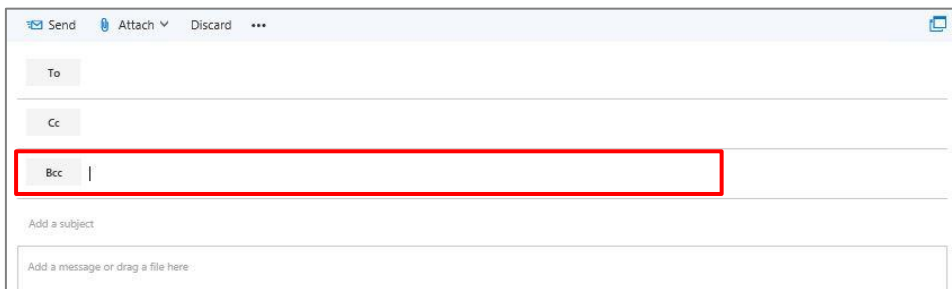 Send Attach Discard •••
To
Cc
Bcc
Add a subject
Add a message or drag a file here